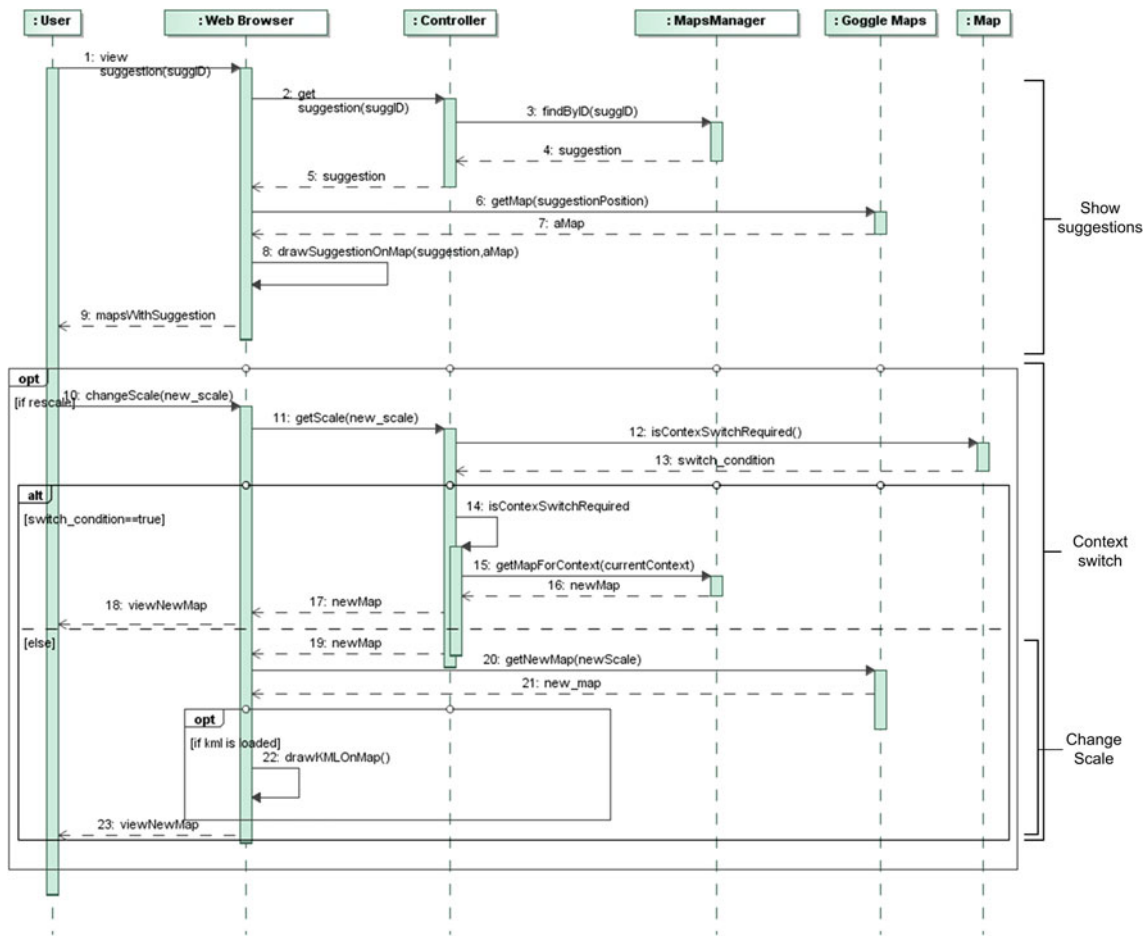 : User
: Web Browser
: Controller
: MapsManager
: Goggle Maps
: Map
1: view
suggestion(suggID)
2: get
suggestion(suggID)
3: findByID(suggID)
4: suggestion
5: suggestion
6: getMap(suggestionPosition)
7: aMap
8: drawSuggestionOnMap(suggestion,aMap)
9: mapsWithSuggestion
Show
suggestions
opt
[if rescale]
10: changeScale(new_scale)
11: getScale(new_scale)
12: isContexSwitchRequired()
13: switch_condition
alt
[switch_condition==true]
14: isContexSwitchRequired
15: getMapForContext(currentContext)
16: newMap
17: newMap
18: viewNewMap
Context
switch
[else]
19: newMap
20: getNewMap(newScale)
21: new_map
opt
[if kml is loaded]
22: drawKMLOnMap()
23: viewNewMap
Change
Scale